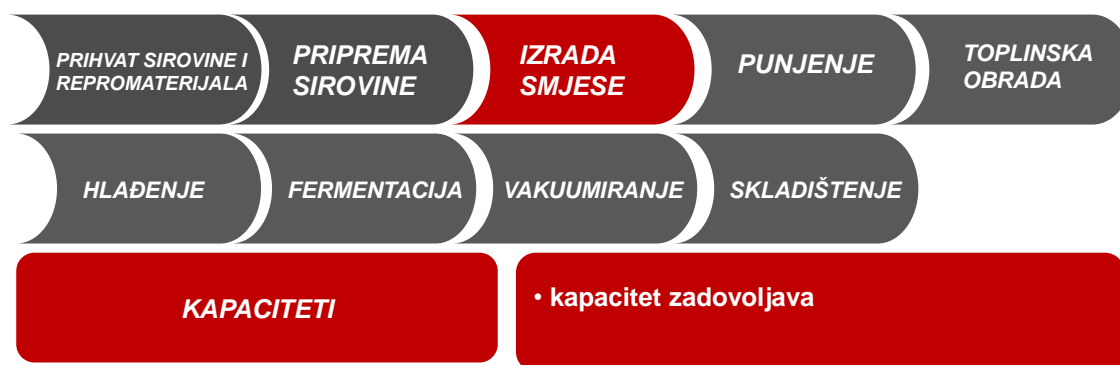 PRIHVAT SIROVINE I
REPROMATERIJALA
PRIPREMA
SIROVINE
IZRADA
SMJESE
PUNJENJE
TOPLINSKA
OBRADA
HLAĐENJE
FERMENTACIJA
VAKUUMIRANJE
SKLADIŠTENJE
KAPACITETI
• kapacitet zadovoljava